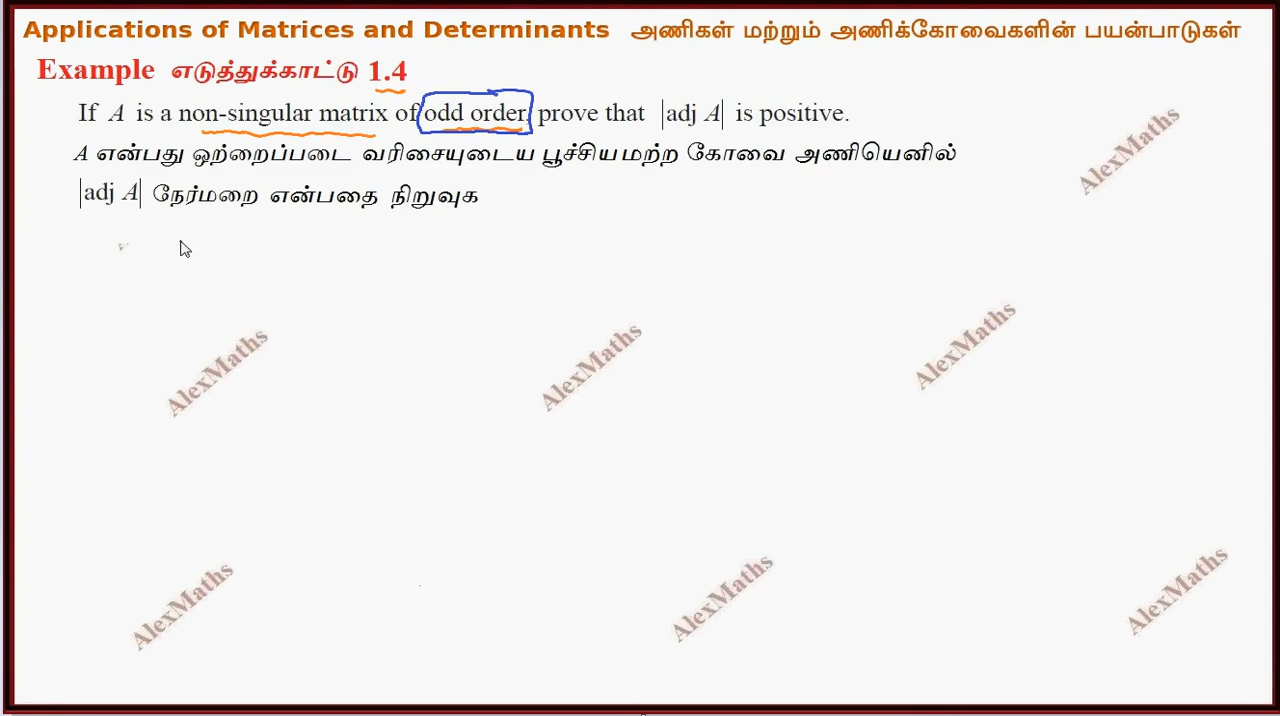 Applications of Matrices and Determinants அணிகள் மற்றும் அணிக்கோவைகளின் பயன்பாடுகள்
Example எடுத்துக்காட்டு 1.4
If A is a non-singular matrix of odd order, prove that |adj A| is positive.
A என்பது ஒற்றைப்படை வரிசையுடைய பூச்சியமற்ற கோவை அணியெனில்
|adj A| நேர்மறை என்பதை நிறுவுக
AlexMaths
AlexMaths
AlexMaths
AlexMaths
AlexMaths
AlexMaths
AlexMaths